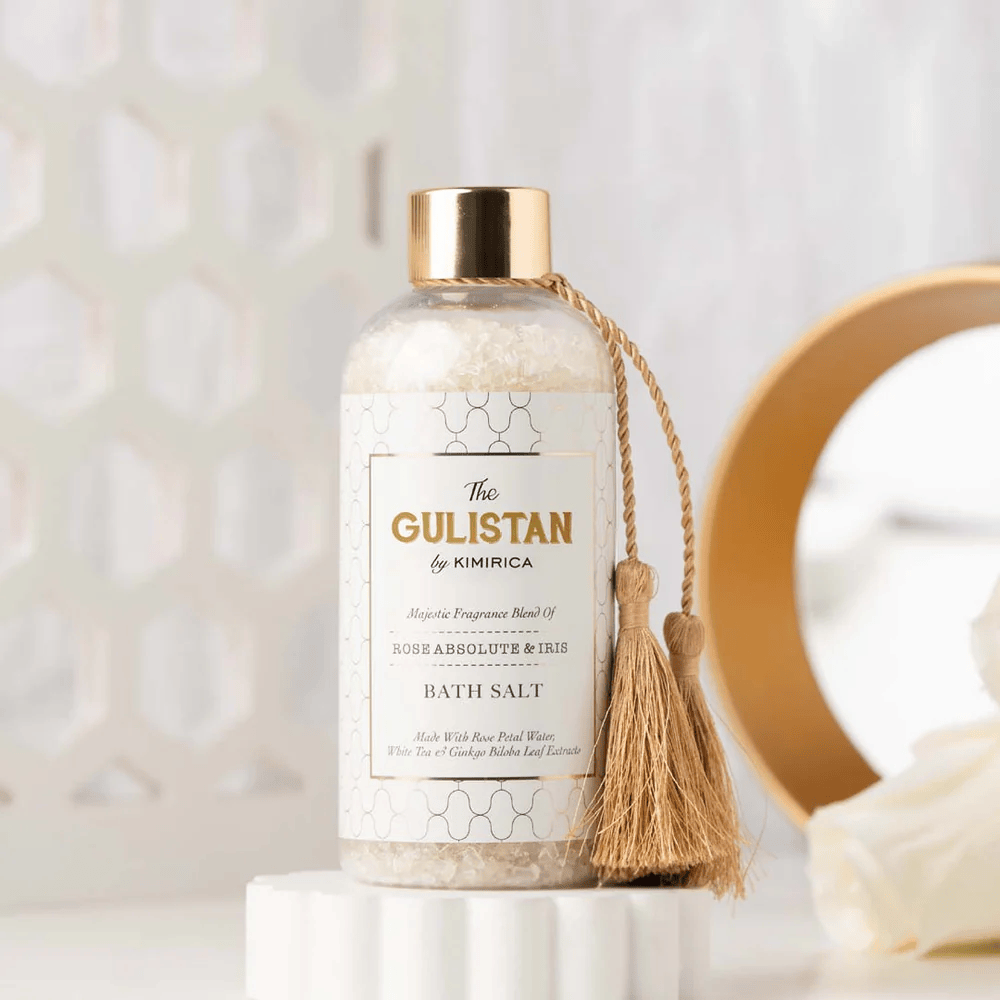 The
GULISTAN
by KIMIRICA
Majestic Fragrance Blend Of
ROSE ABSOLUTE & IRIS
BATH SALT
Made With Rose Petal Water,
White Tea & Ginkgo Biloba Leaf Extracts